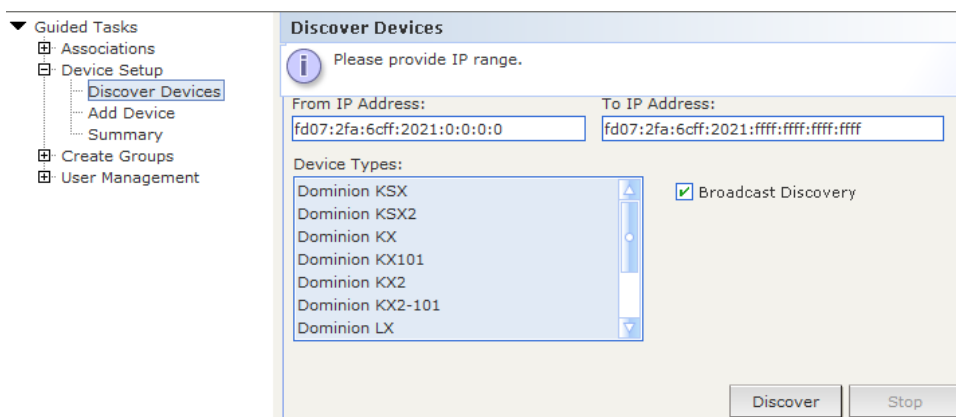 Guided Tasks
Associations
Device Setup
Discover Devices
Add Device
Summary
Create Groups
User Management
Discover Devices
Please provide IP range.
From IP Address:
To IP Address:
fd07:2fa:6cff:2021:0:0:0:0
fd07:2fa:6cff:2021:ffff:ffff:ffff:ffff
Device Types:
Dominion KSX
Dominion KSX2
Dominion KX
Dominion KX101
Dominion KX2
Dominion KX2-101
Dominion LX
Broadcast Discovery
Discover
Stop